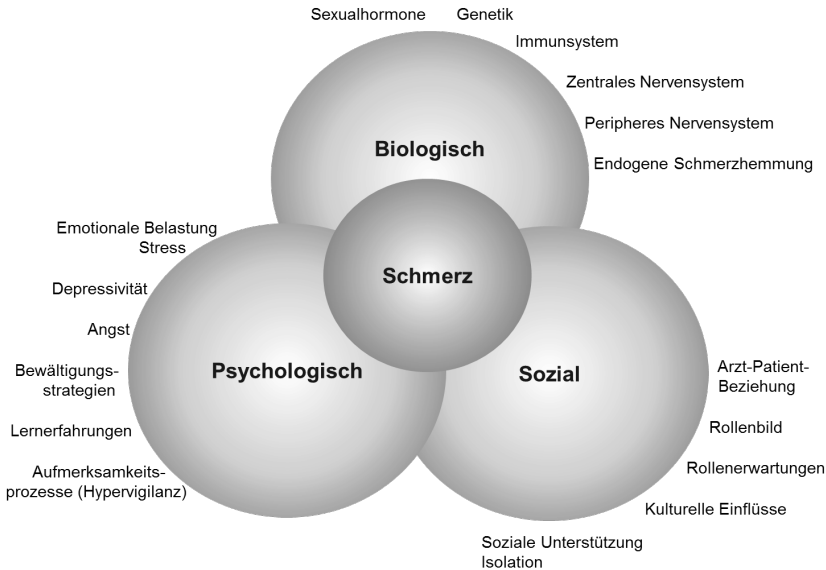 Sexualhormone
Genetik
Immunsystem
Zentrales Nervensystem
Peripheres Nervensystem
Endogene Schmerzhemmung
Biologisch
Schmerz
Psychologisch
Sozial
Emotionale Belastung
Stress
Depressivität
Angst
Bewältigungs-
strategien
Lernerfahrungen
Aufmerksamkeits-
prozesse (Hypervigilanz)
Arzt-Patient-
Beziehung
Rollenbild
Rollenerwartungen
Kulturelle Einflüsse
Soziale Unterstützung
Isolation